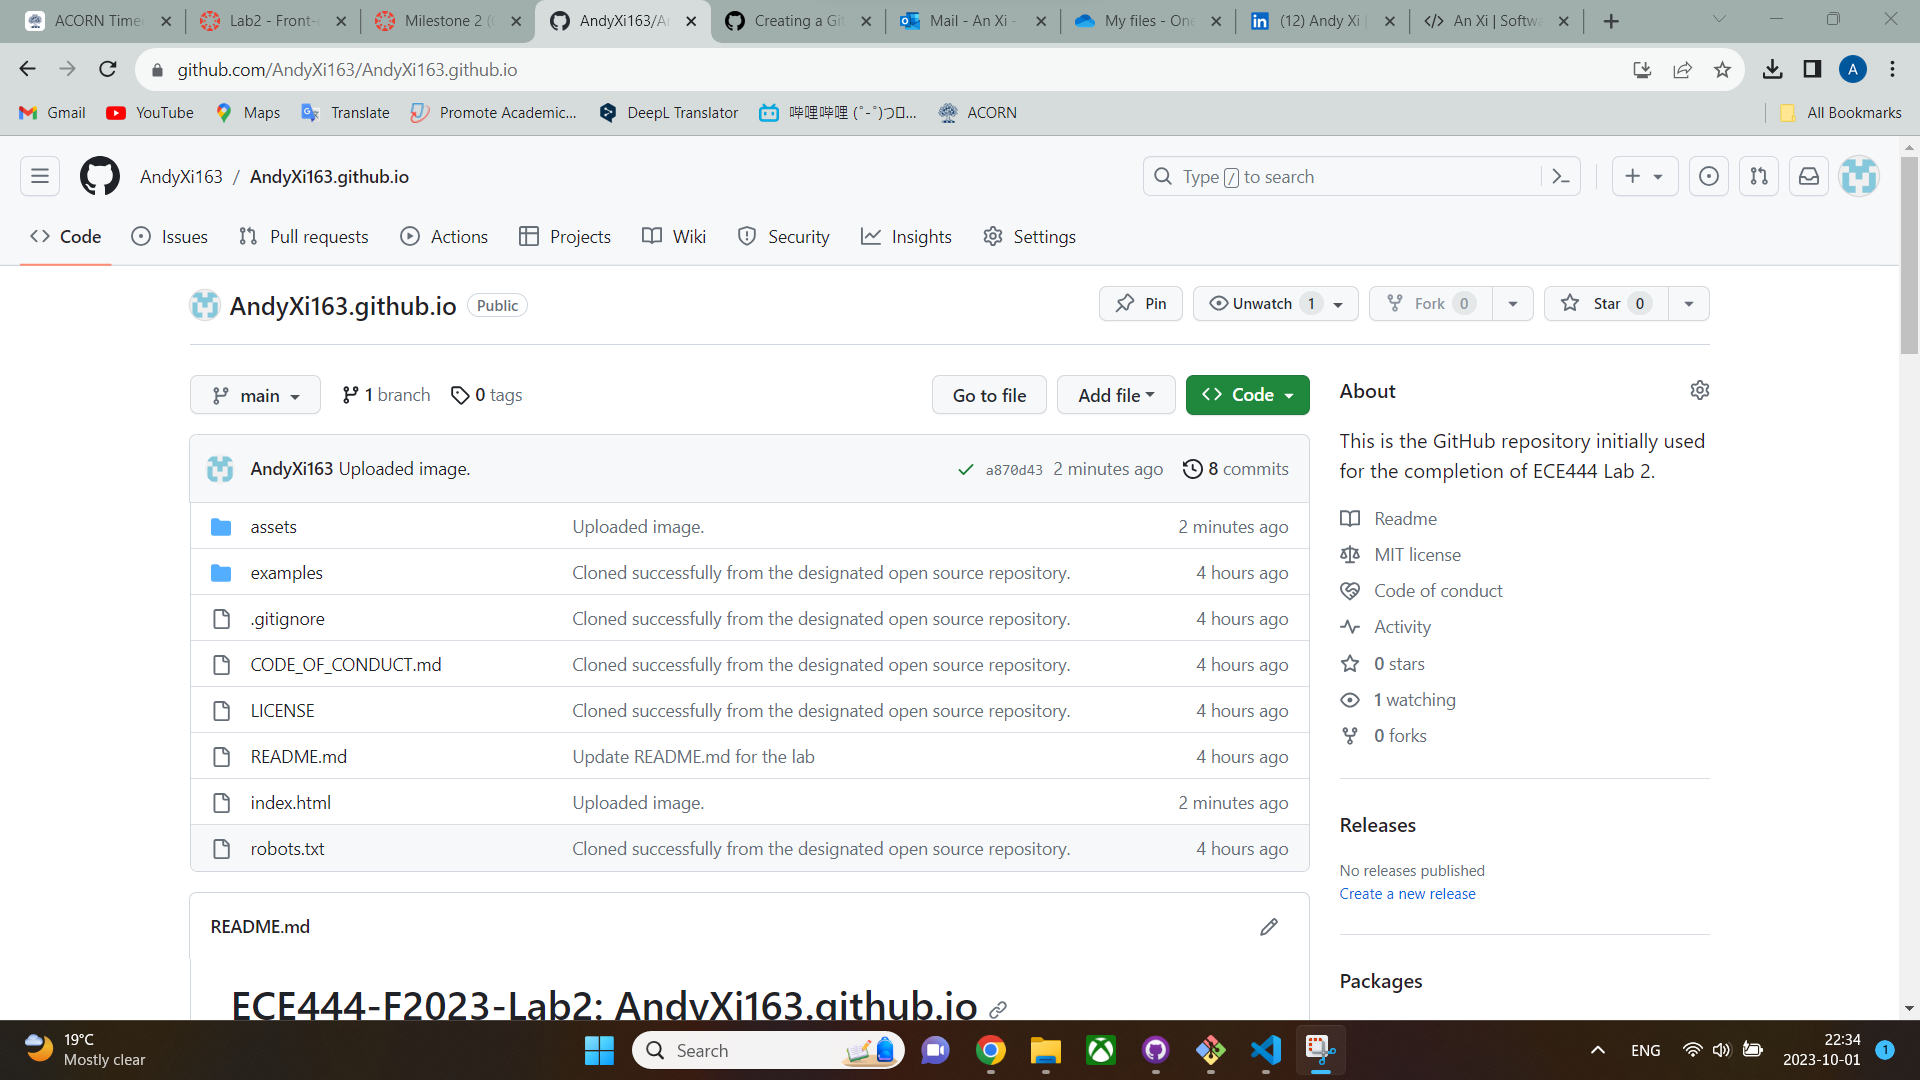 ACORN Time
Lab2 - Front-
Milestone 2 (
AndyXi163/A
Creating a Git
Mail - An Xi -
My files - One
(12) Andy Xi |
An Xi | Softwa
github.com/AndyXi163/AndyXi163.github.io
A
Gmail
YouTube
Maps
Translate
Promote Academic...
DeepL Translator
哔哩哔哩 (゜-゜)つ...
ACORN
All Bookmarks
AndyXi163 / AndyXi163.github.io
Type / to search
Code
Issues
Pull requests
Actions
Projects
Wiki
Security
Insights
Settings
AndyXi163.github.io Public
Pin
Unwatch 1
Fork 0
Star 0
main
1 branch
0 tags
Go to file
Add file
Code
AndyXi163 Uploaded image. a870d43 2 minutes ago 8 commits
assets Uploaded image. 2 minutes ago
examples Cloned successfully from the designated open source repository. 4 hours ago
.gitignore Cloned successfully from the designated open source repository. 4 hours ago
CODE_OF_CONDUCT.md Cloned successfully from the designated open source repository. 4 hours ago
LICENSE Cloned successfully from the designated open source repository. 4 hours ago
README.md Update README.md for the lab 4 hours ago
index.html Uploaded image. 2 minutes ago
robots.txt Cloned successfully from the designated open source repository. 4 hours ago
README.md
ECE444-F2023-Lab2: AndyXi163.github.io
About
This is the GitHub repository initially used
for the completion of ECE444 Lab 2.
Readme
MIT license
Code of conduct
Activity
0 stars
1 watching
0 forks
Releases
No releases published
Create a new release
Packages
19°C
Mostly clear
Search
ENG
22:34
2023-10-01
1